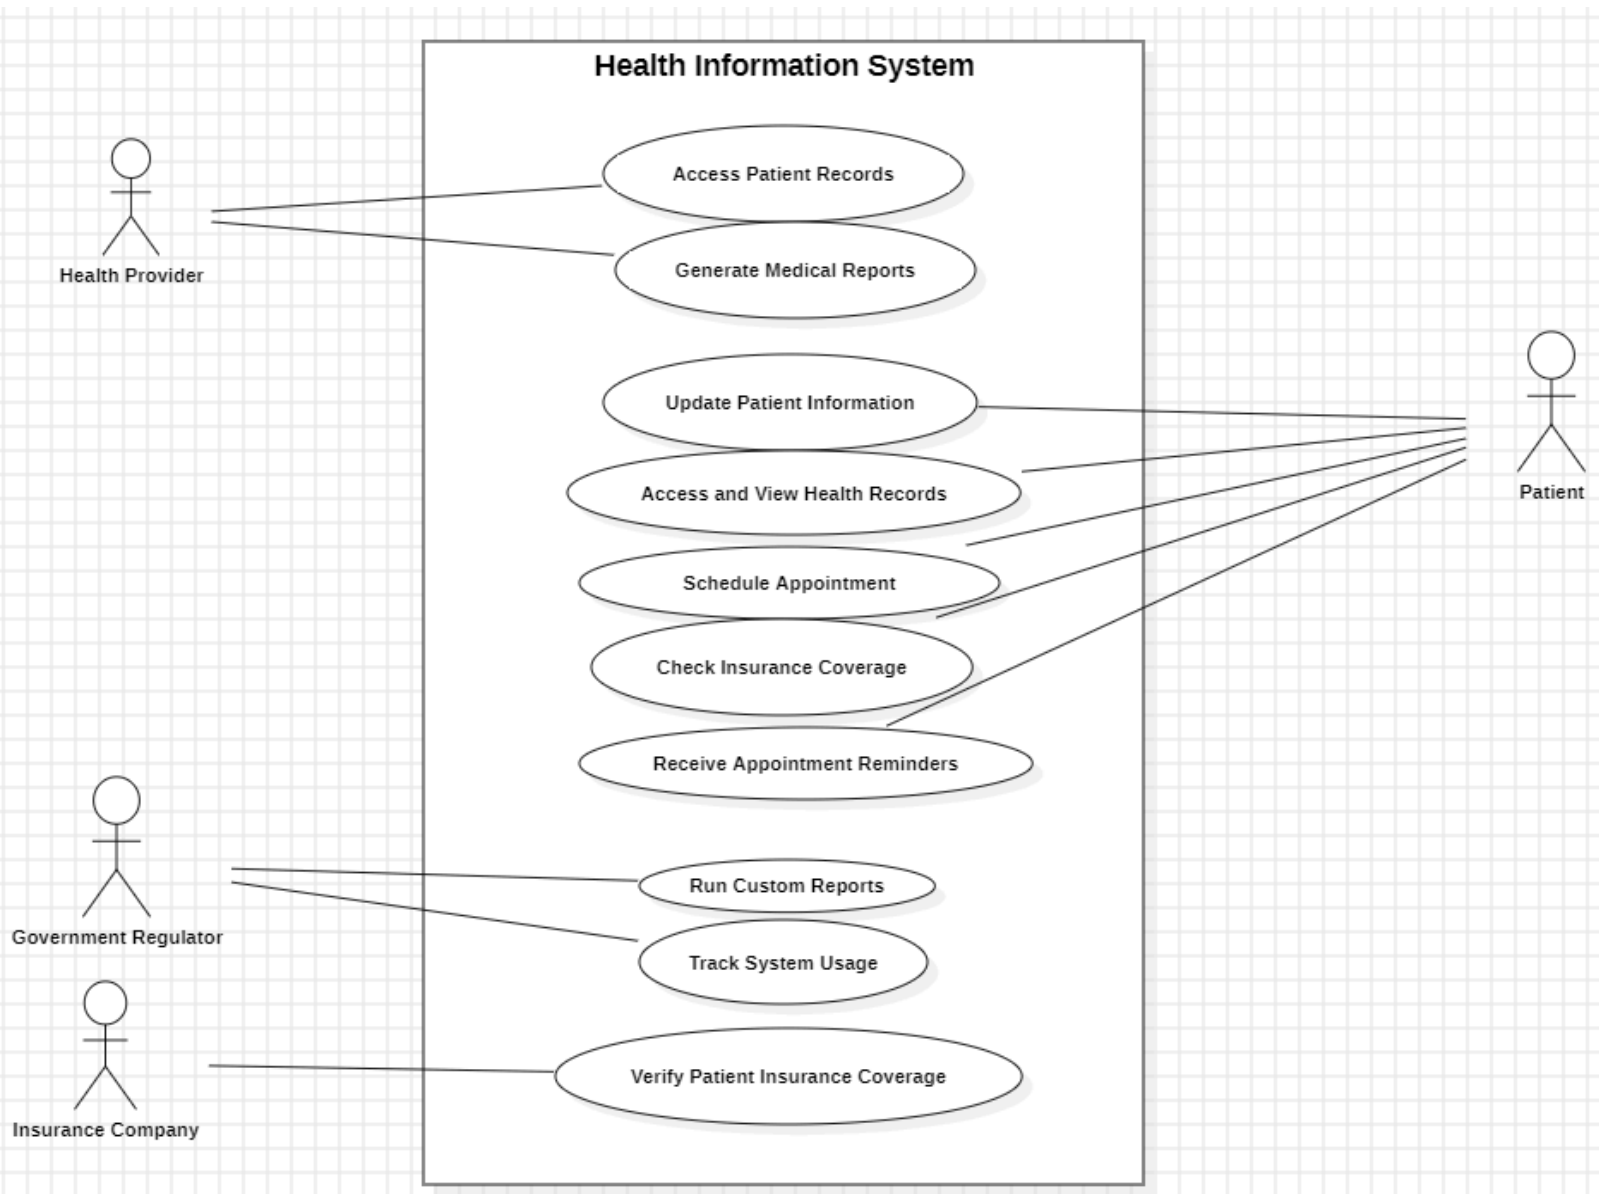 Health Information System
Access Patient Records
Health Provider
Generate Medical Reports
Update Patient Information
Access and View Health Records
Patient
Schedule Appointment
Check Insurance Coverage
Receive Appointment Reminders
Run Custom Reports
Government Regulator
Track System Usage
Verify Patient Insurance Coverage
Insurance Company